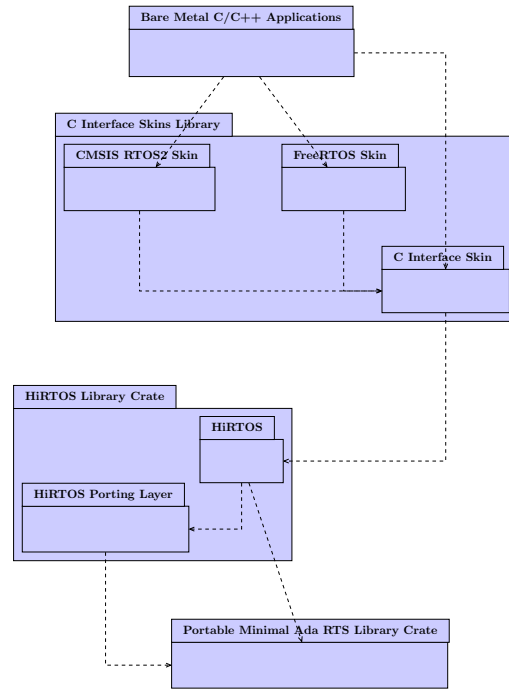 Bare Metal C/C++ Applications
C Interface Skins Library
CMSIS RTOS2 Skin
FreeRTOS Skin
C Interface Skin
HiRTOS Library Crate
HiRTOS
HiRTOS Porting Layer
Portable Minimal Ada RTS Library Crate